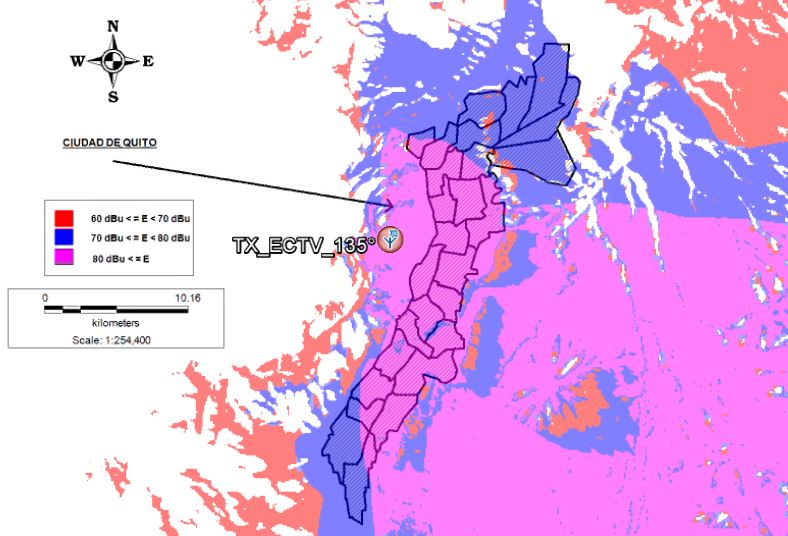 N
W E
S
CIUDAD DE QUITO
60 dBu < = E < 70 dBu
70 dBu < = E < 80 dBu
80 dBu < = E
TX_ECTV_135°
0 10.16
kilometers
Scale: 1:254,400